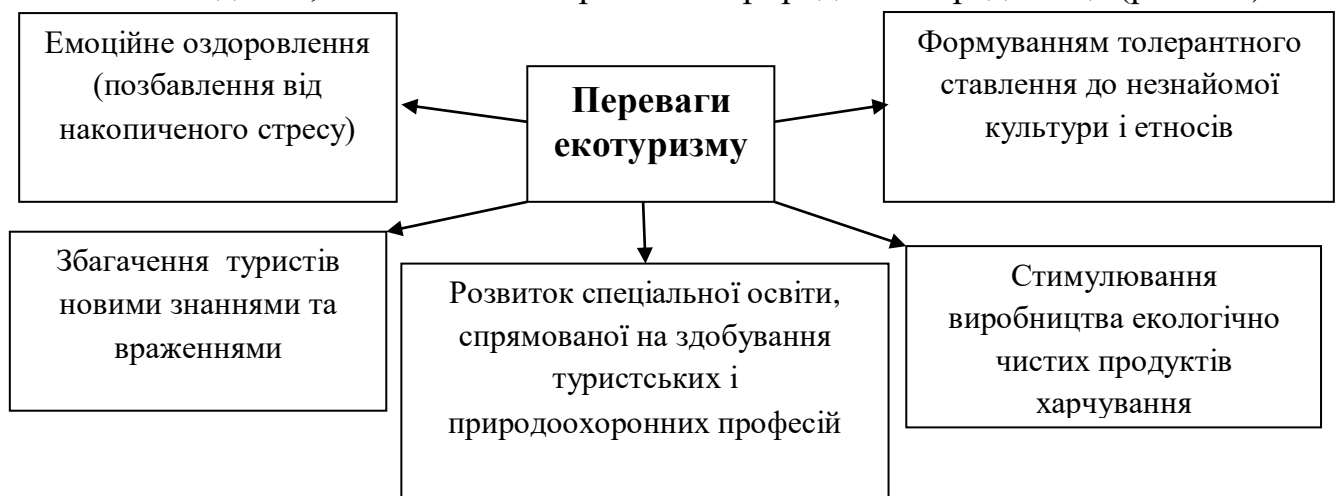 Емоційне оздоровлення
(позбавлення від
накопиченого стресу)
Переваги
екотуризму
Формуванням толерантного
ставлення до незнайомої
культури і етносів
Збагачення туристів
новими знаннями та
враженнями
Розвиток спеціальної освіти,
спрямованої на здобування
туристських і
природоохоронних професій
Стимулювання
виробництва екологічно
чистих продуктів
харчування